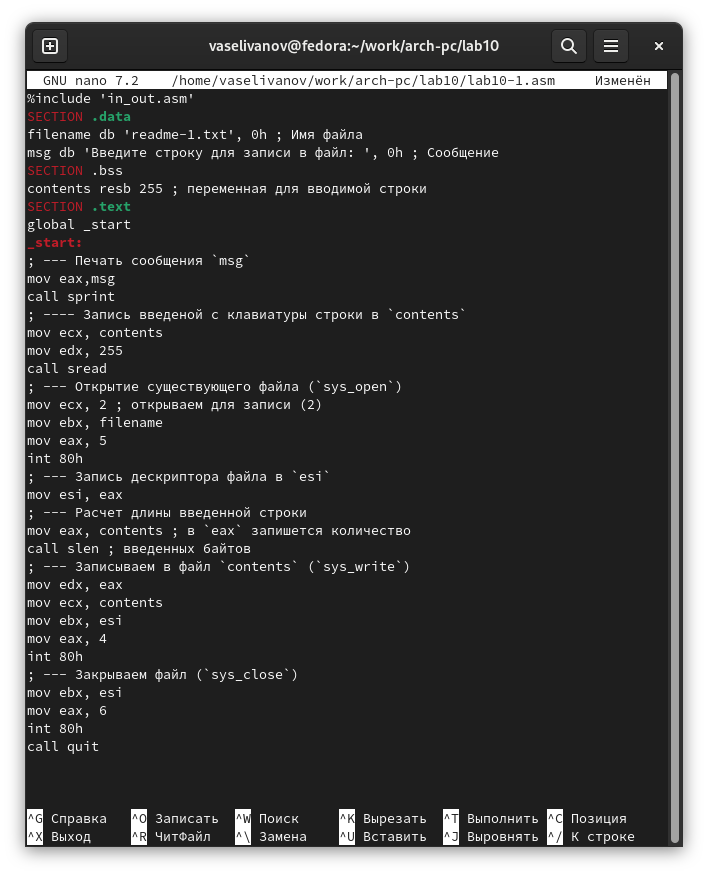 vaselivanov@fedora:~/work/arch-pc/lab10
GNU nano 7.2 /home/vaselivanov/work/arch-pc/lab10/lab10-1.asm Изменён
%include 'in_out.asm'
SECTION .data
filename db 'readme-1.txt', 0h ; Имя файла
msg db 'Введите строку для записи в файл: ', 0h ; Сообщение
SECTION .bss
contents resb 255 ; переменная для вводимой строки
SECTION .text
global _start
_start:
; --- Печать сообщения `msg`
mov eax,msg
call sprint
; ---- Запись введеной с клавиатуры строки в `contents`
mov ecx, contents
mov edx, 255
call sread
; --- Открытие существующего файла (`sys_open`)
mov ecx, 2 ; открываем для записи (2)
mov ebx, filename
mov eax, 5
int 80h
; --- Запись дескриптора файла в `esi`
mov esi, eax
; --- Расчет длины введенной строки
mov eax, contents ; в `eax` запишется количество
call slen ; введенных байтов
; --- Записываем в файл `contents` (`sys_write`)
mov edx, eax
mov ecx, contents
mov ebx, esi
mov eax, 4
int 80h
; --- Закрываем файл (`sys_close`)
mov ebx, esi
mov eax, 6
int 80h
call quit
^G Справка ^O Записать ^W Поиск ^K Вырезать ^T Выполнить ^C Позиция
^X Выход ^R ЧитФайл ^\ Замена ^U Вставить ^J Выровнять ^/ К строке